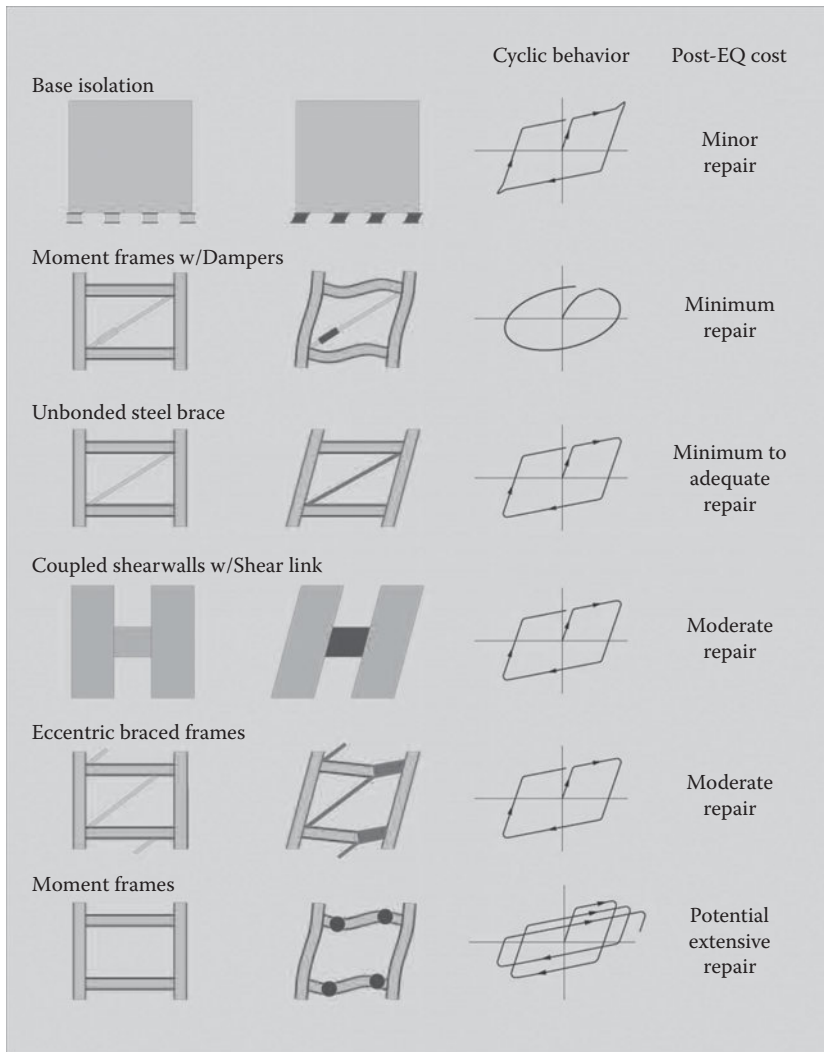 Cyclic behavior
Post-EQ cost
Base isolation
Minor
repair
Moment frames w/Dampers
Minimum
repair
Unbonded steel brace
Minimum to
adequate
repair
Coupled shearwalls w/Shear link
Moderate
repair
Eccentric braced frames
Moderate
repair
Moment frames
Potential
extensive
repair